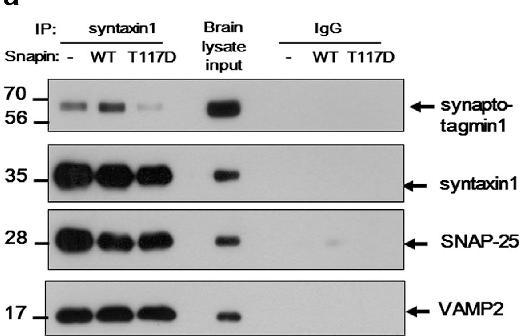 IP: syntaxin1 Brain lysate input IgG
Snapin: - WT T117D - WT T117D
70
56
synapto-
tagmin1
35 syntaxin1
28 SNAP-25
17 VAMP2